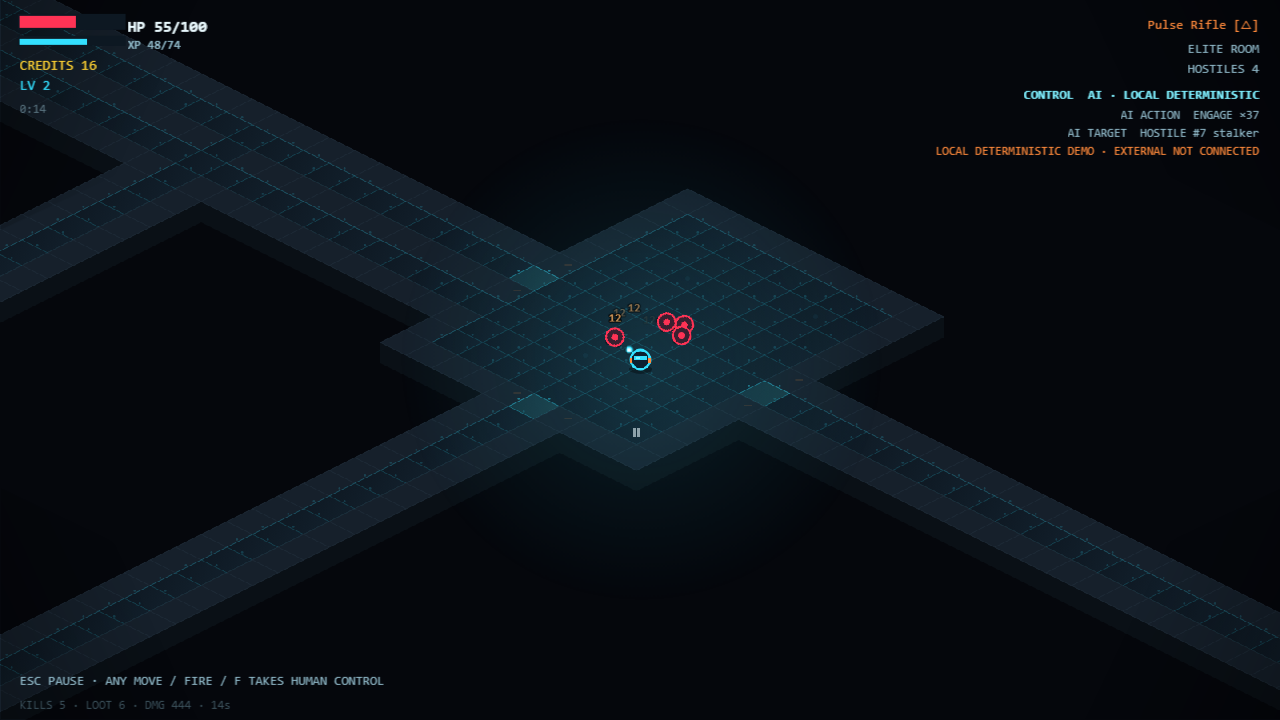 HP 55/100
XP 48/74
CREDITS 16
LV 2
0:14
Pulse Rifle [△]
ELITE ROOM
HOSTILES 4
CONTROL AI · LOCAL DETERMINISTIC
AI ACTION ENGAGE ×37
AI TARGET HOSTILE #7 stalker
LOCAL DETERMINISTIC DEMO · EXTERNAL NOT CONNECTED
12
12
ESC PAUSE · ANY MOVE / FIRE / F TAKES HUMAN CONTROL
KILLS 5 · LOOT 6 · DMG 444 · 14s